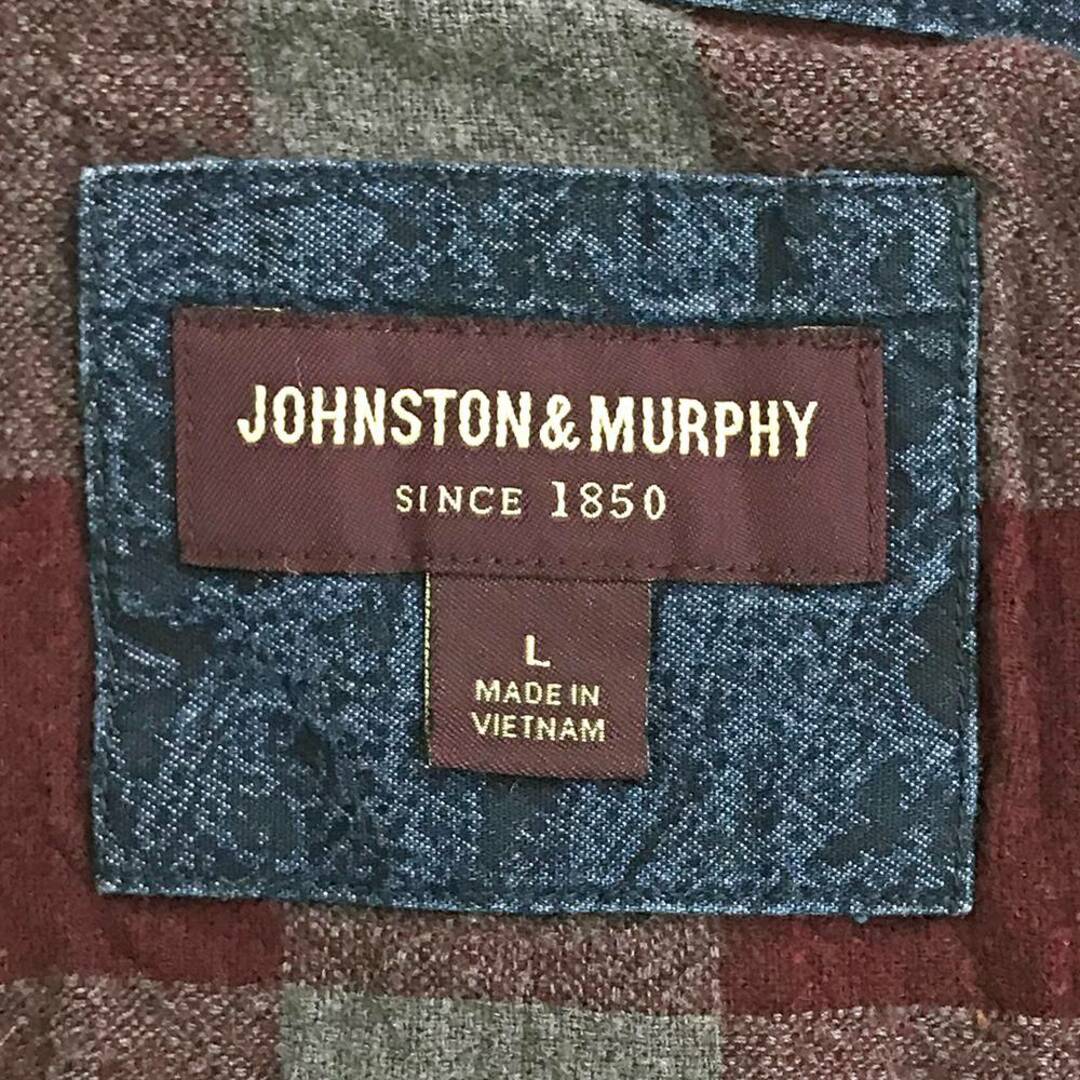 JOHNSTON & MURPHY
SINCE 1850
L
MADE IN
VIETNAM